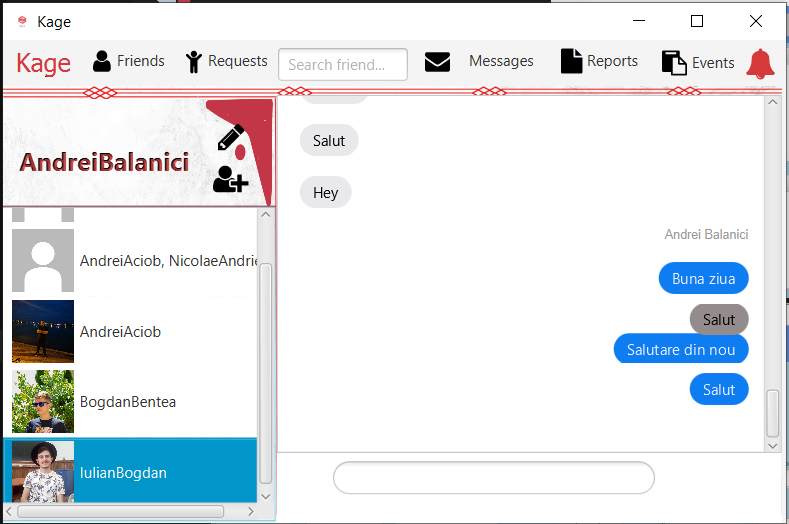 Kage
Kage
Friends
Requests
Search friend...
Messages
Reports
Events
AndreiBalanici
AndreiAciob, NicolaeAndrie
AndreiAciob
BogdanBentea
IulianBogdan
Salut
Hey
Andrei Balanici
Buna ziua
Salut
Salutare din nou
Salut